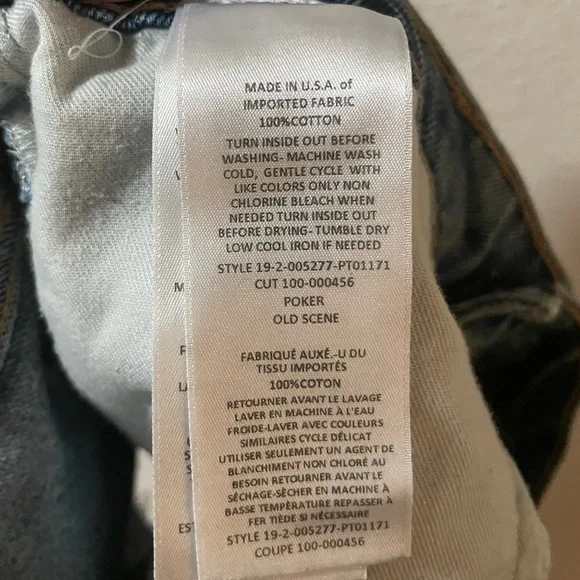 MADE IN U.S.A. of
IMPORTED FABRIC
100%COTTON
TURN INSIDE OUT BEFORE
WASHING- MACHINE WASH
COLD, GENTLE CYCLE WITH
LIKE COLORS ONLY NON
CHLORINE BLEACH WHEN
NEEDED TURN INSIDE OUT
BEFORE DRYING- TUMBLE DRY
LOW COOL IRON IF NEEDED
STYLE 19-2-005277-PT01171
CUT 100-000456
POKER
OLD SCENE
FABRIQUÉ AUXÉ.-U DU
TISSU IMPORTÉS
100%COTON
RETOURNER AVANT LE LAVAGE
LAVER EN MACHINE À L'EAU
FROIDE-LAVER AVEC COULEURS
SIMILAIRES CYCLE DÉLICAT
UTILISER SEULEMENT UN AGENT DE
BLANCHIMENT NON CHLORÉ AU
BESOIN RETOURNER AVANT LE
SÉCHAGE-SÈCHER EN MACHINE À
BASSE TEMPÉRATURE REPASSER À
FER TIÈDE SI NÉCESSAIRE
STYLE 19-2-005277-PT01171
COUPE 100-000456